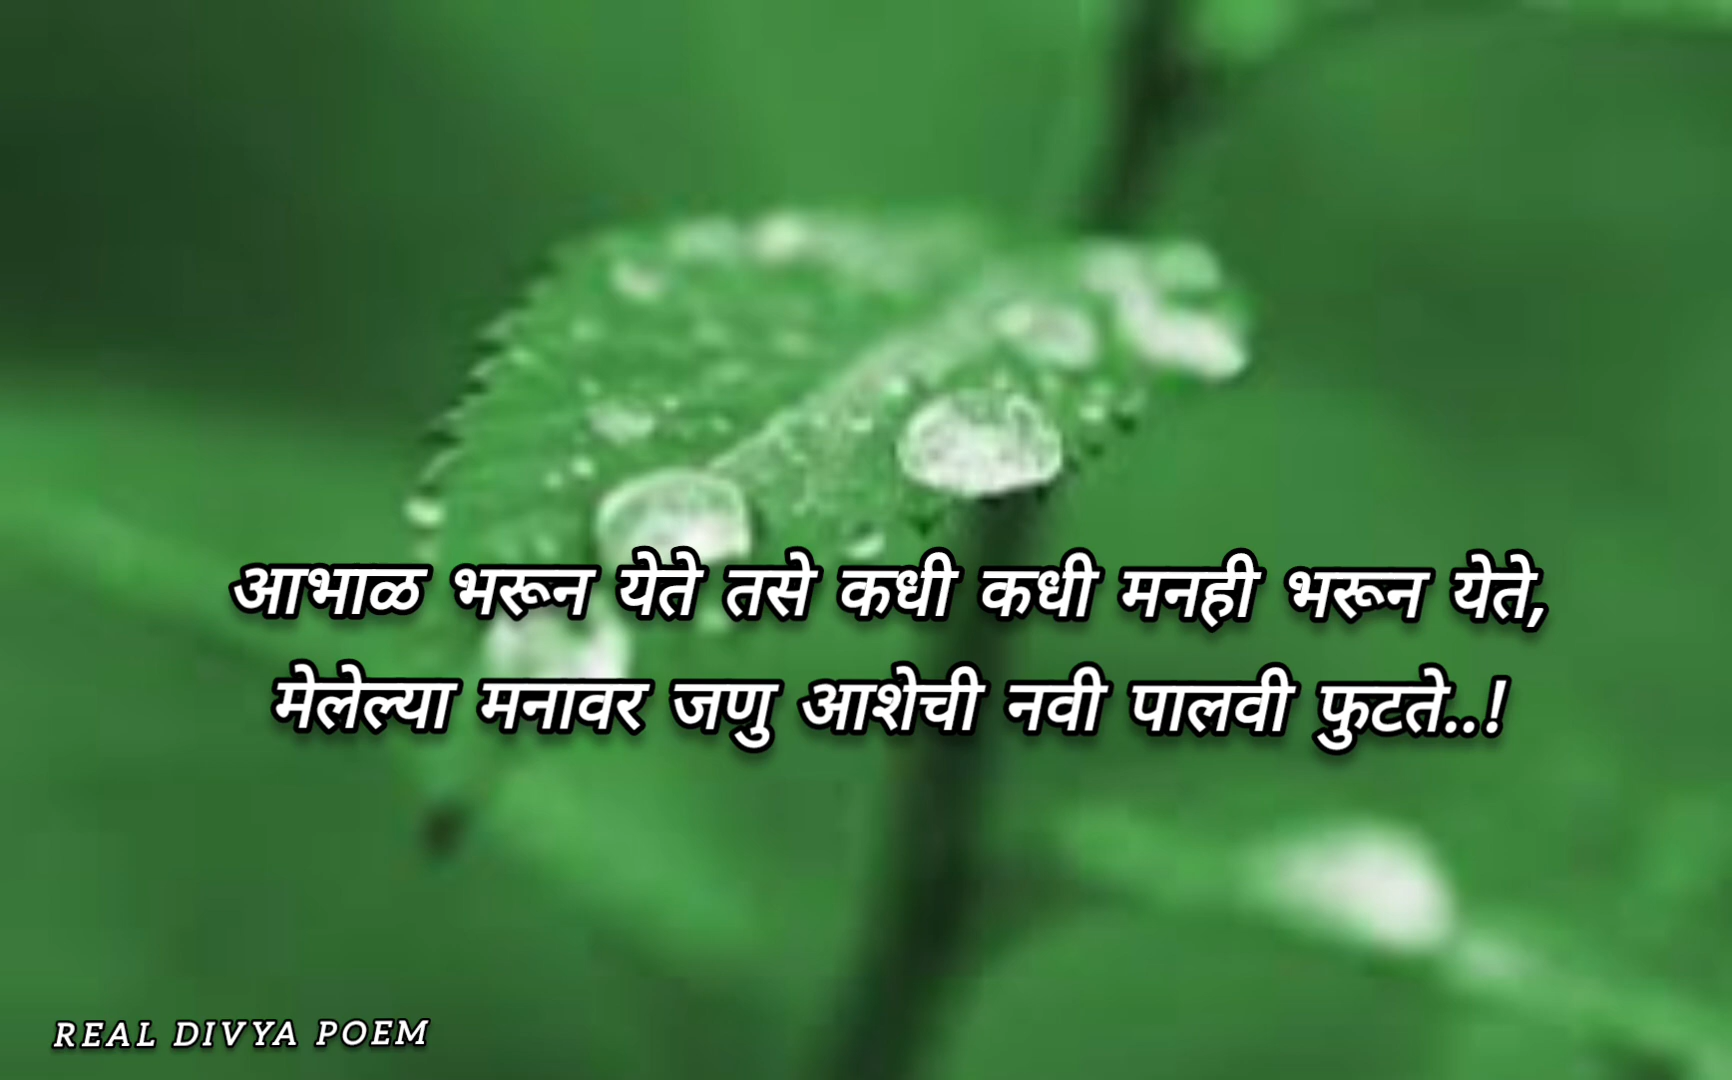 आभाळ भरून येते तसे कधी कधी मनही भरून येते,
मेलेल्या मनावर जणु आशेची नवी पालवी फुटते..!
REAL DIVYA POEM